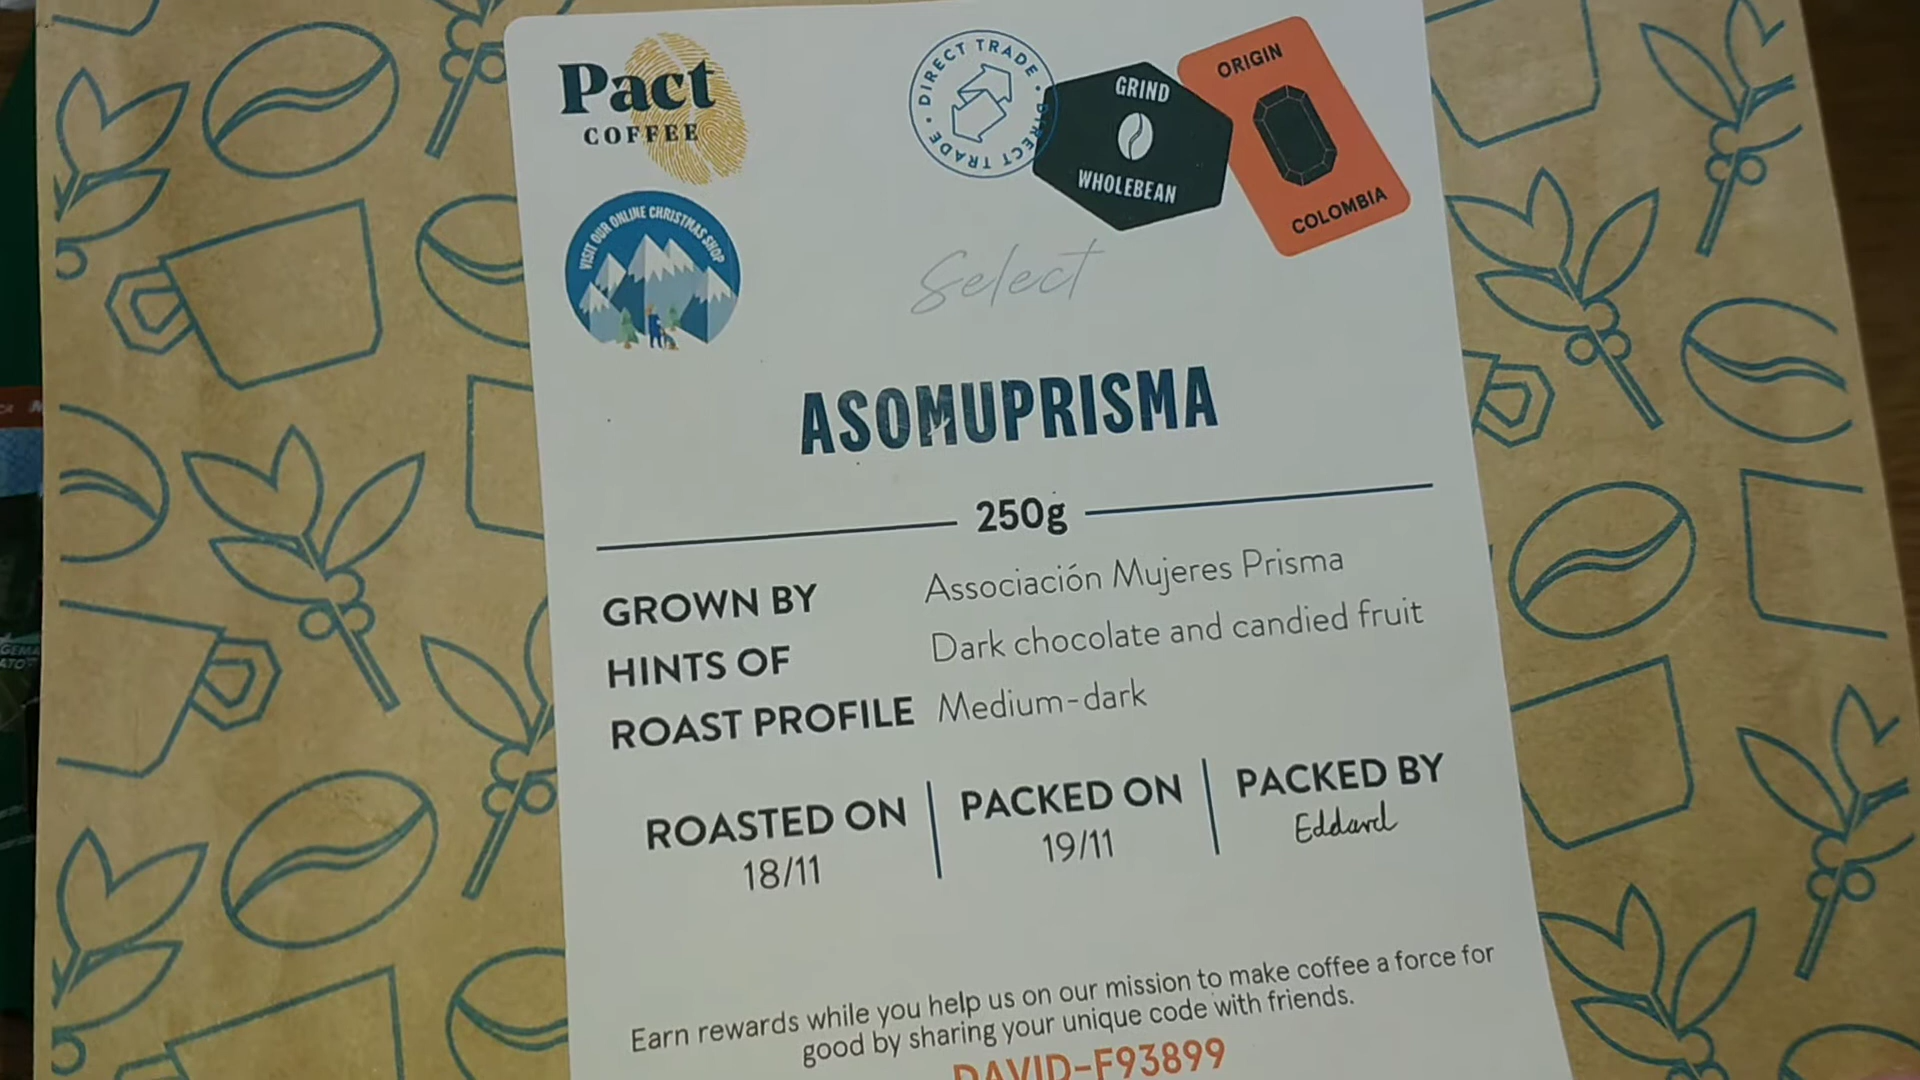 Pact
COFFEE
DIRECT TRADE · DIRECT TRADE ·
GRIND
WHOLEBEAN
ORIGIN
COLOMBIA
VISIT OUR ONLINE CHRISTMAS SHOP
Select
ASOMUPRISMA
250g
GROWN BY Associación Mujeres Prisma
HINTS OF Dark chocolate and candied fruit
ROAST PROFILE Medium-dark
ROASTED ON
18/11
PACKED ON
19/11
PACKED BY
Eddard
Earn rewards while you help us on our mission to make coffee a force for
good by sharing your unique code with friends.
DAVID-F93899